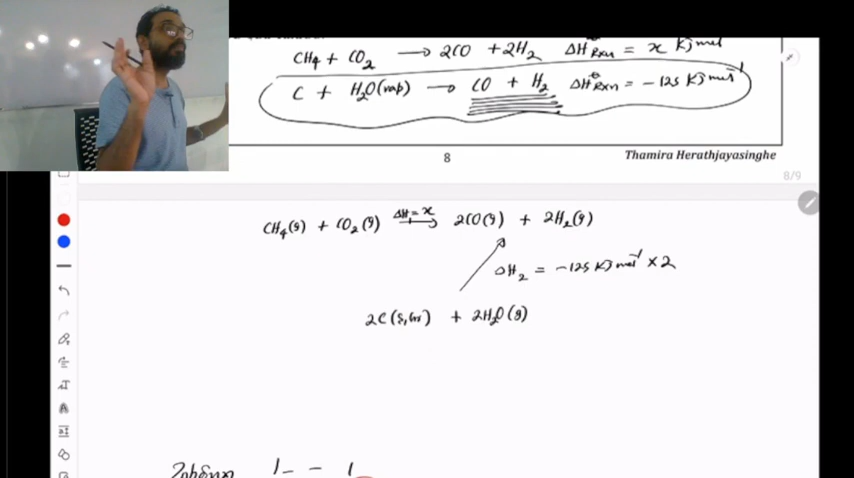 CH4 + CO2 → 2CO + 2H2 ΔH°Rxn = x kJ mol
C + H2O(vap) → CO + H2 ΔH°Rxn = -125 kJ mol⁻¹
8
Thamira Herathjayasinghe
8/9
CH4(g) + CO2(g) ΔH1=x → 2CO(g) + 2H2(g)
ΔH2 = -125 kJ mol⁻¹ × 2
2C(s,Gr) + 2H2O(g)